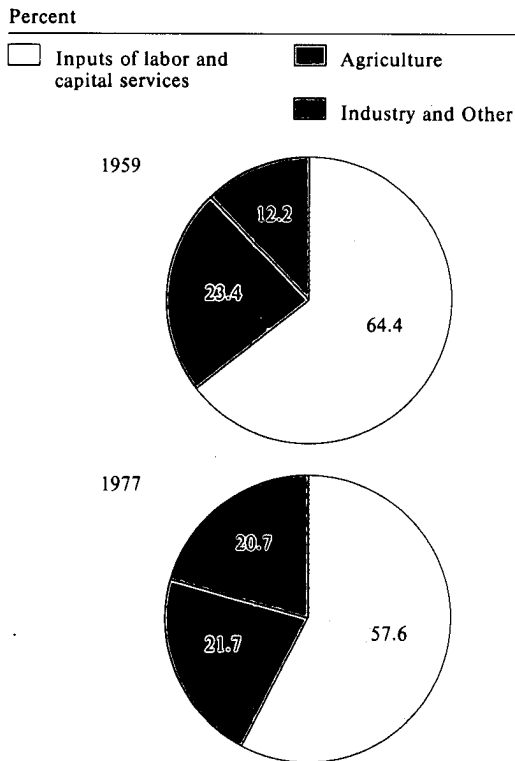 Percent
Inputs of labor and
capital services
Agriculture
Industry and Other
1959
12.2
23.4
64.4
1977
20.7
21.7
57.6